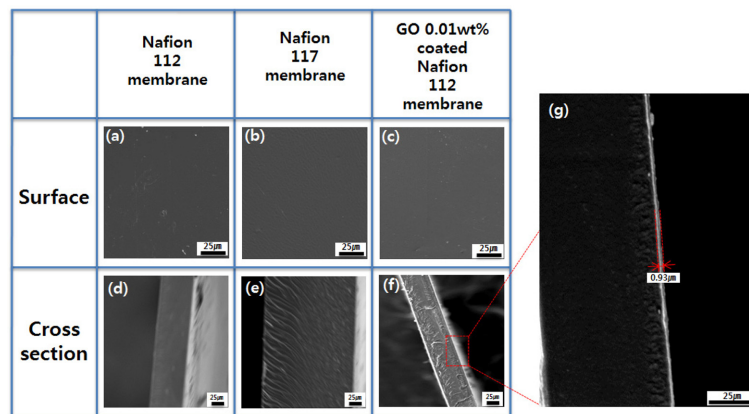 Nafion
112
membrane
Nafion
117
membrane
GO 0.01wt%
coated
Nafion
112
membrane
Surface
(a)
25㎛
(b)
25㎛
(c)
25㎛
Cross
section
(d)
25㎛
(e)
25㎛
(f)
25㎛
(g)
0.93㎛
25㎛